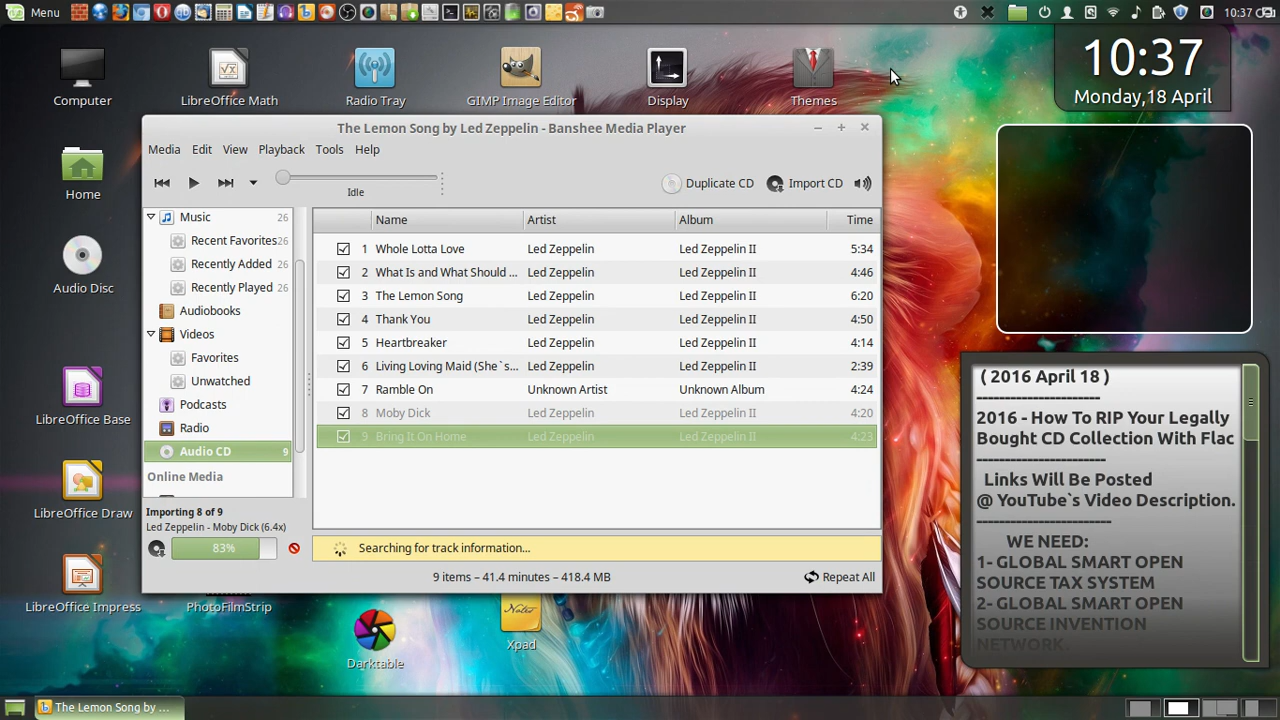 Menu
10:37
10:37
Monday,18 April
Computer
LibreOffice Math
Radio Tray
GIMP Image Editor
Display
Themes
Home
Audio Disc
LibreOffice Base
LibreOffice Draw
LibreOffice Impress
PhotoFilmStrip
Darktable
Xpad
The Lemon Song by Led Zeppelin - Banshee Media Player
Media Edit View Playback Tools Help
Idle
Duplicate CD Import CD
Music 26
Recent Favorites 26
Recently Added 26
Recently Played 26
Audiobooks
Videos
Favorites
Unwatched
Podcasts
Radio
Audio CD 9
Online Media
Importing 8 of 9
Led Zeppelin - Moby Dick (6.4x)
83%
Name Artist Album Time
1 Whole Lotta Love Led Zeppelin Led Zeppelin II 5:34
2 What Is and What Should ... Led Zeppelin Led Zeppelin II 4:46
3 The Lemon Song Led Zeppelin Led Zeppelin II 6:20
4 Thank You Led Zeppelin Led Zeppelin II 4:50
5 Heartbreaker Led Zeppelin Led Zeppelin II 4:14
6 Living Loving Maid (She`s... Led Zeppelin Led Zeppelin II 2:39
7 Ramble On Unknown Artist Unknown Album 4:24
8 Moby Dick Led Zeppelin Led Zeppelin II 4:20
9 Bring It On Home Led Zeppelin Led Zeppelin II 4:23
Searching for track information...
9 items – 41.4 minutes – 418.4 MB
Repeat All
( 2016 April 18 )
----------------------
2016 - How To RIP Your Legally
Bought CD Collection With Flac
-----------------------
Links Will Be Posted
@ YouTube`s Video Description.
------------------------
WE NEED:
1- GLOBAL SMART OPEN
SOURCE TAX SYSTEM
2- GLOBAL SMART OPEN
SOURCE INVENTION
NETWORK.
The Lemon Song by ...